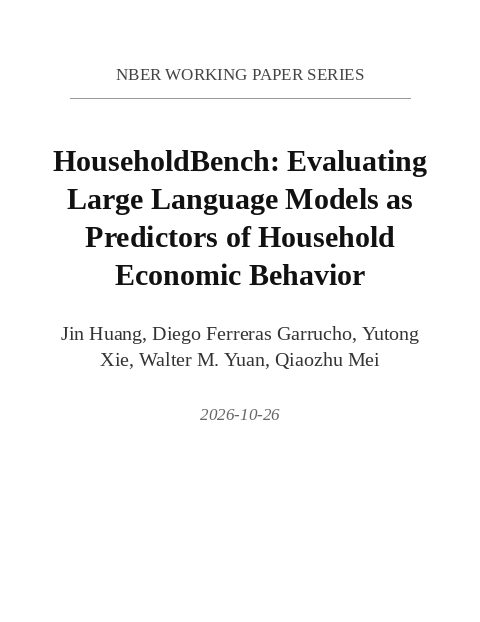 NBER WORKING PAPER SERIES
HouseholdBench: Evaluating
Large Language Models as
Predictors of Household
Economic Behavior
Jin Huang, Diego Ferreras Garrucho, Yutong
Xie, Walter M. Yuan, Qiaozhu Mei
2026-10-26